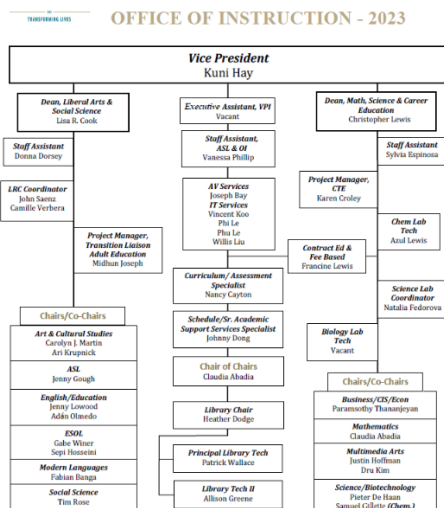 TRANSFORMING LIVES
OFFICE OF INSTRUCTION - 2023
Vice President
Kuni Hay
Dean, Liberal Arts &
Social Science
Lisa R. Cook
Staff Assistant
Donna Dorsey
LRC Coordinator
John Saenz
Camille Verbera
Project Manager,
Transition Liaison
Adult Education
Midhun Joseph
Chairs/Co-Chairs
Art & Cultural Studies
Carolyn J. Martin
Ari Krupnick
ASL
Jenny Gough
English/Education
Jenny Lowood
Adán Olmedo
ESOL
Gabe Winer
Sepi Hosseini
Modern Languages
Fabian Banga
Social Science
Tim Rose
Executive Assistant, VPI
Vacant
Staff Assistant,
ASL & OI
Vanessa Phillip
AV Services
Joseph Bay
IT Services
Vincent Koo
Phi Le
Phu Le
Willis Liu
Curriculum/ Assessment
Specialist
Nancy Cayton
Schedule/Sr. Academic
Support Services Specialist
Johnny Dong
Chair of Chairs
Claudia Abadia
Library Chair
Heather Dodge
Principal Library Tech
Patrick Wallace
Library Tech II
Allison Greene
Dean, Math, Science & Career
Education
Christopher Lewis
Staff Assistant
Sylvia Espinosa
Project Manager,
CTE
Karen Croley
Chem Lab
Tech
Azul Lewis
Contract Ed &
Fee Based
Francine Lewis
Science Lab
Coordinator
Natalia Fedorova
Biology Lab
Tech
Vacant
Chairs/Co-Chairs
Business/CIS/Econ
Paramsothy Thananjeyan
Mathematics
Claudia Abadia
Multimedia Arts
Justin Hoffman
Dru Kim
Science/Biotechnology
Pieter De Haan
Samuel Gillette (Chem.)